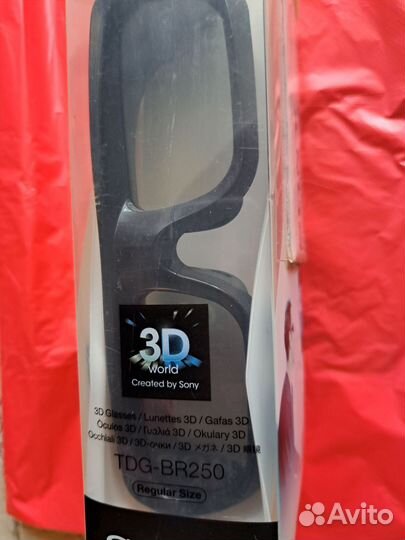 3D
world
Created by Sony
3D Glasses / Lunettes 3D / Gafas 3D
Óculos 3D / Γυαλιά 3D / Okulary 3D
Occhiali 3D / 3D-очки / 3D メガネ / 3D 眼鏡
TDG-BR250
Regular Size
Avito